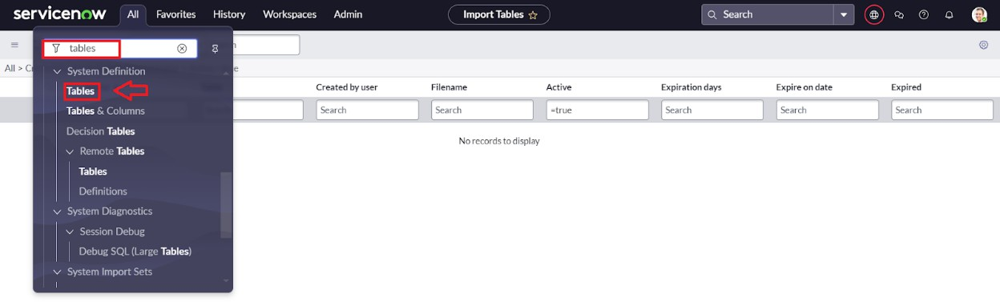 servicenow All Favorites History Workspaces Admin Import Tables Search
tables
All >
System Definition
Tables
Created by user Filename Active Expiration days Expire on date Expired
Tables & Columns
Search Search =true Search Search Search
Decision Tables
No records to display
Remote Tables
Tables
Definitions
System Diagnostics
Session Debug
Debug SQL (Large Tables)
System Import Sets